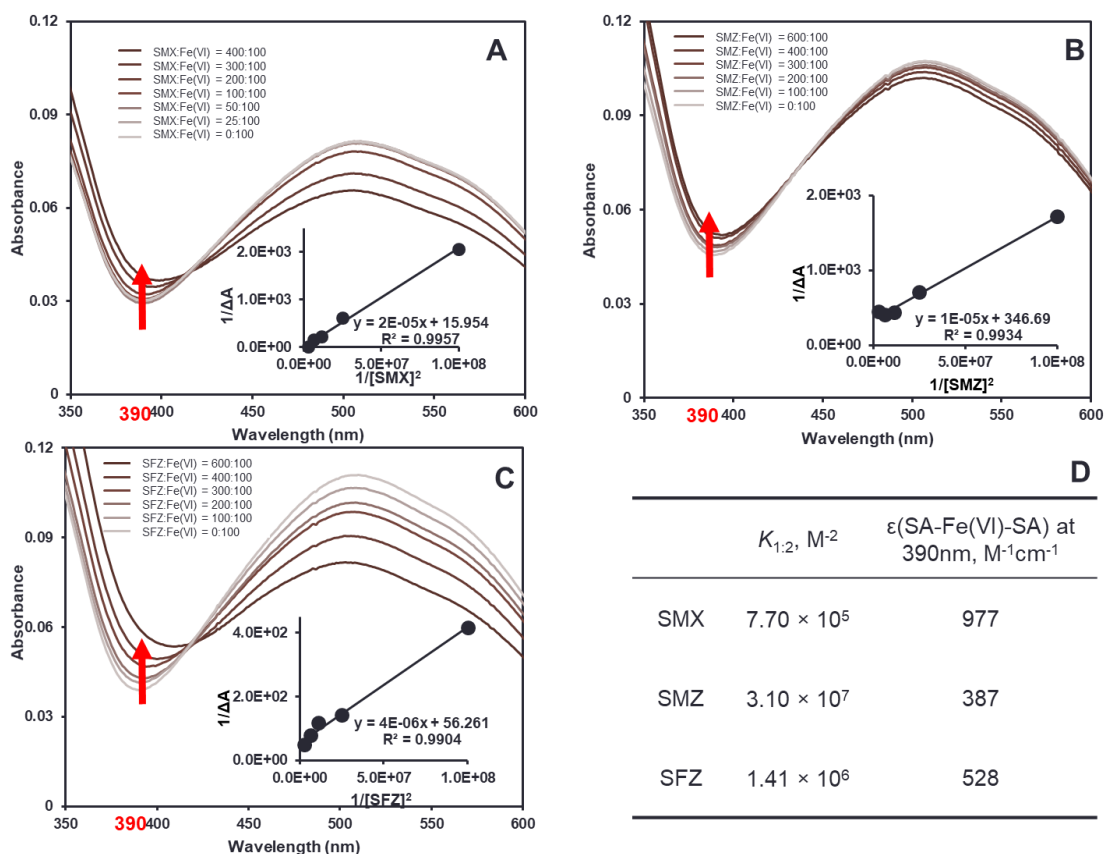 A
0.12
0.09
0.06
0.03
0
Absorbance
SMX:Fe(VI) = 400:100
SMX:Fe(VI) = 300:100
SMX:Fe(VI) = 200:100
SMX:Fe(VI) = 100:100
SMX:Fe(VI) = 50:100
SMX:Fe(VI) = 25:100
SMX:Fe(VI) = 0:100
2.0E+03
1.0E+03
0.0E+00
1/ΔA
y = 2E-05x + 15.954
R² = 0.9957
0.0E+00 5.0E+07 1.0E+08
1/[SMX]²
350 390 400 450 500 550 600
Wavelength (nm)
B
0.12
0.09
0.06
0.03
0
Absorbance
SMZ:Fe(VI) = 600:100
SMZ:Fe(VI) = 400:100
SMZ:Fe(VI) = 300:100
SMZ:Fe(VI) = 200:100
SMZ:Fe(VI) = 100:100
SMZ:Fe(VI) = 0:100
2.0E+03
1.0E+03
0.0E+00
1/ΔA
y = 1E-05x + 346.69
R² = 0.9934
0.0E+00 5.0E+07 1.0E+08
1/[SMZ]²
350 390 400 450 500 550 600
Wavelength (nm)
C
0.12
0.09
0.06
0.03
0
Absorbance
SFZ:Fe(VI) = 600:100
SFZ:Fe(VI) = 400:100
SFZ:Fe(VI) = 300:100
SFZ:Fe(VI) = 200:100
SFZ:Fe(VI) = 100:100
SFZ:Fe(VI) = 0:100
4.0E+02
2.0E+02
0.0E+00
1/ΔA
y = 4E-06x + 56.261
R² = 0.9904
0.0E+00 5.0E+07 1.0E+08
1/[SFZ]²
350 390 400 450 500 550 600
Wavelength (nm)
D
K1:2, M⁻²
ε(SA-Fe(VI)-SA) at
390nm, M⁻¹cm⁻¹
SMX 7.70 × 10⁵ 977
SMZ 3.10 × 10⁷ 387
SFZ 1.41 × 10⁶ 528